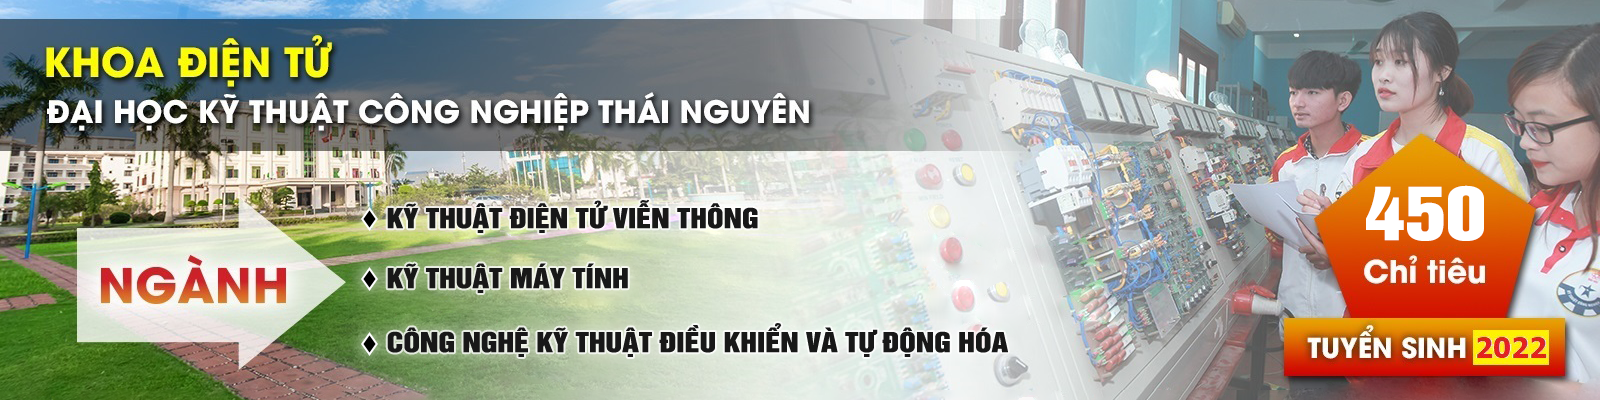 KHOA ĐIỆN TỬ
ĐẠI HỌC KỸ THUẬT CÔNG NGHIỆP THÁI NGUYÊN
NGÀNH
♦ KỸ THUẬT ĐIỆN TỬ VIỄN THÔNG
♦ KỸ THUẬT MÁY TÍNH
♦ CÔNG NGHỆ KỸ THUẬT ĐIỀU KHIỂN VÀ TỰ ĐỘNG HÓA
450
Chỉ tiêu
TUYỂN SINH 2022